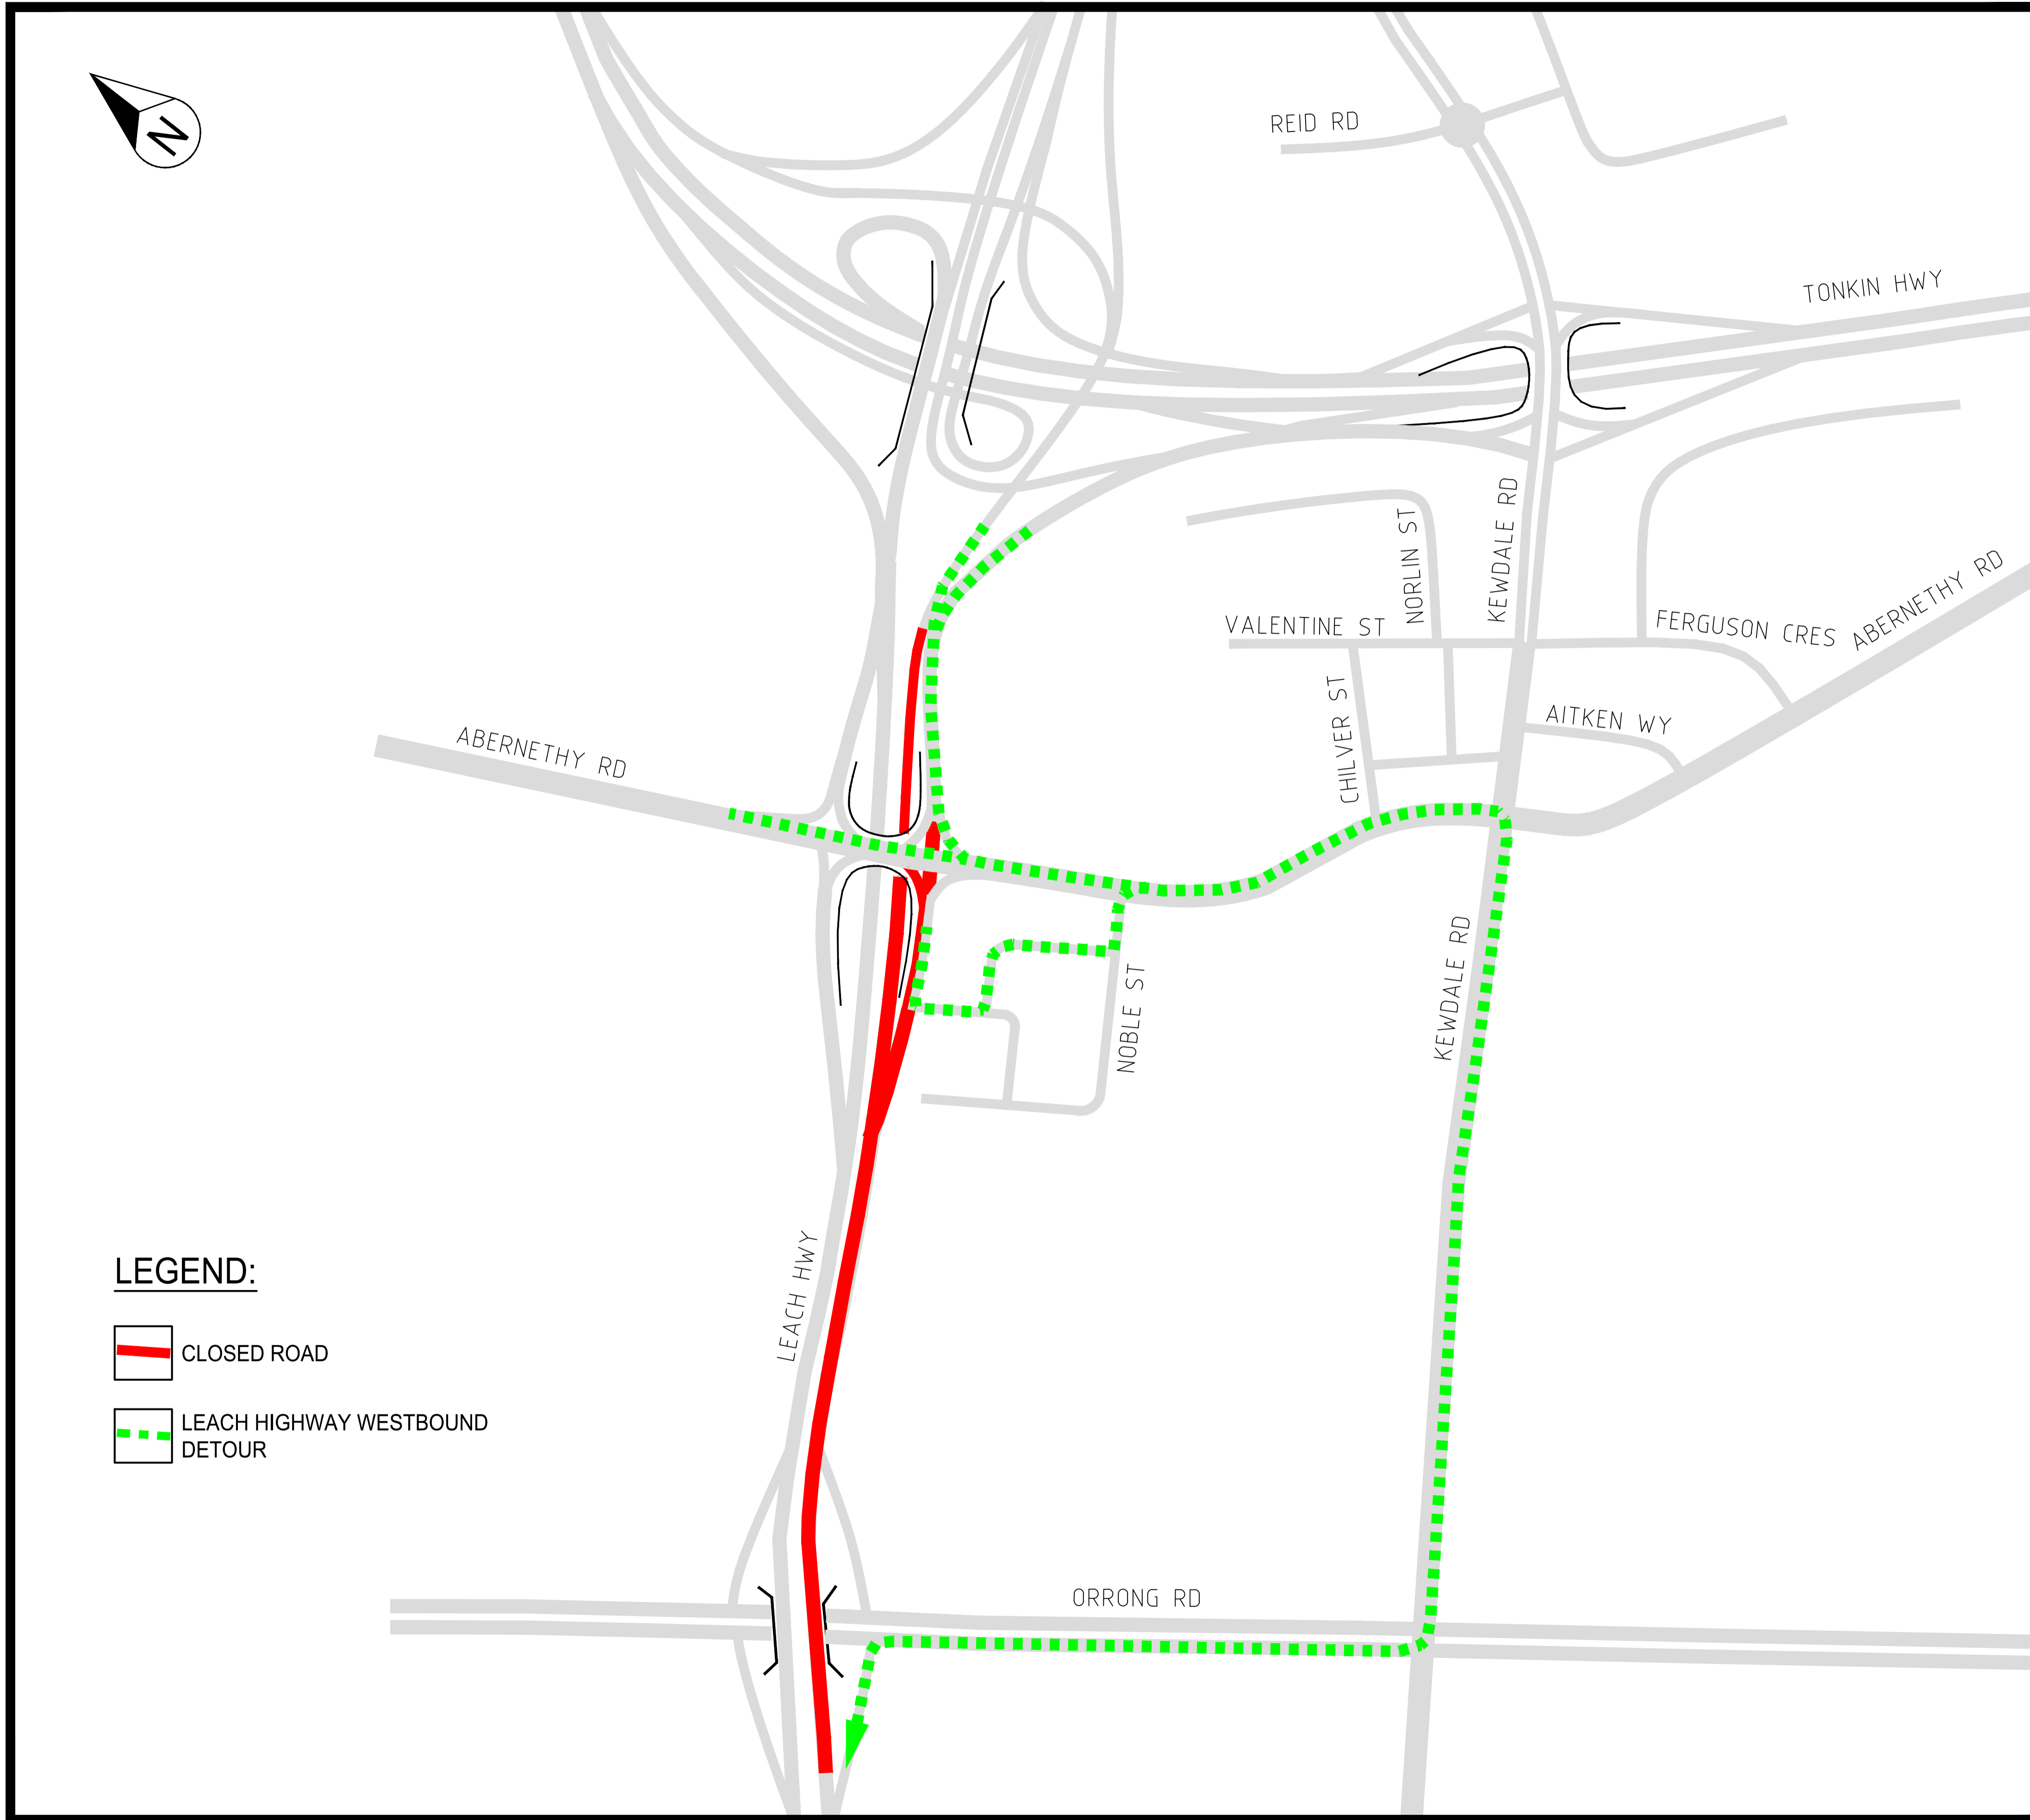 N
REID RD
TONKIN HWY
NORLIN ST
KEWDALE RD
VALENTINE ST
FERGUSON CRES
ABERNETHY RD
CHILVER ST
AITKEN WY
ABERNETHY RD
KEWDALE RD
NOBLE ST
LEACH HWY
LEGEND:
CLOSED ROAD
LEACH HIGHWAY WESTBOUND
DETOUR
ORRONG RD